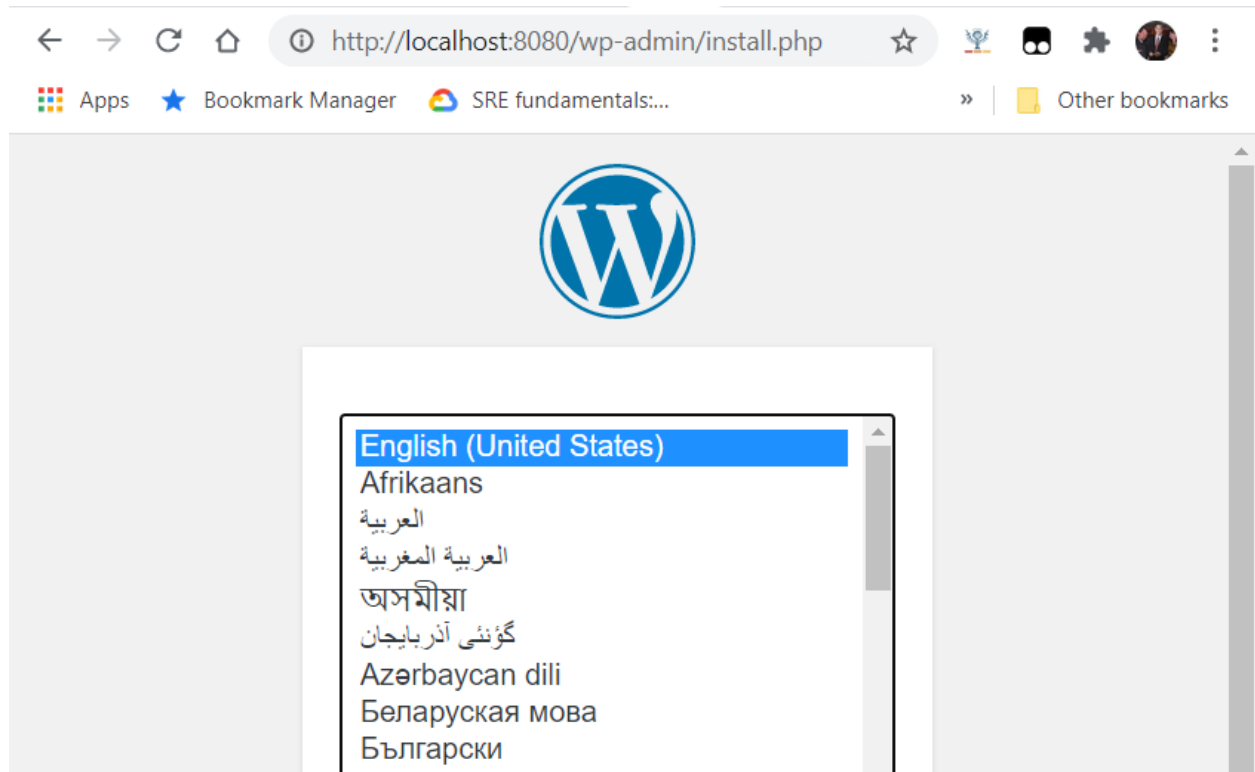 http://localhost:8080/wp-admin/install.php
Apps Bookmark Manager SRE fundamentals:... » Other bookmarks
English (United States)
Afrikaans
العربية
العربية المغربية
অসমীয়া
گؤنئی آذربایجان
Azərbaycan dili
Беларуская мова
Български